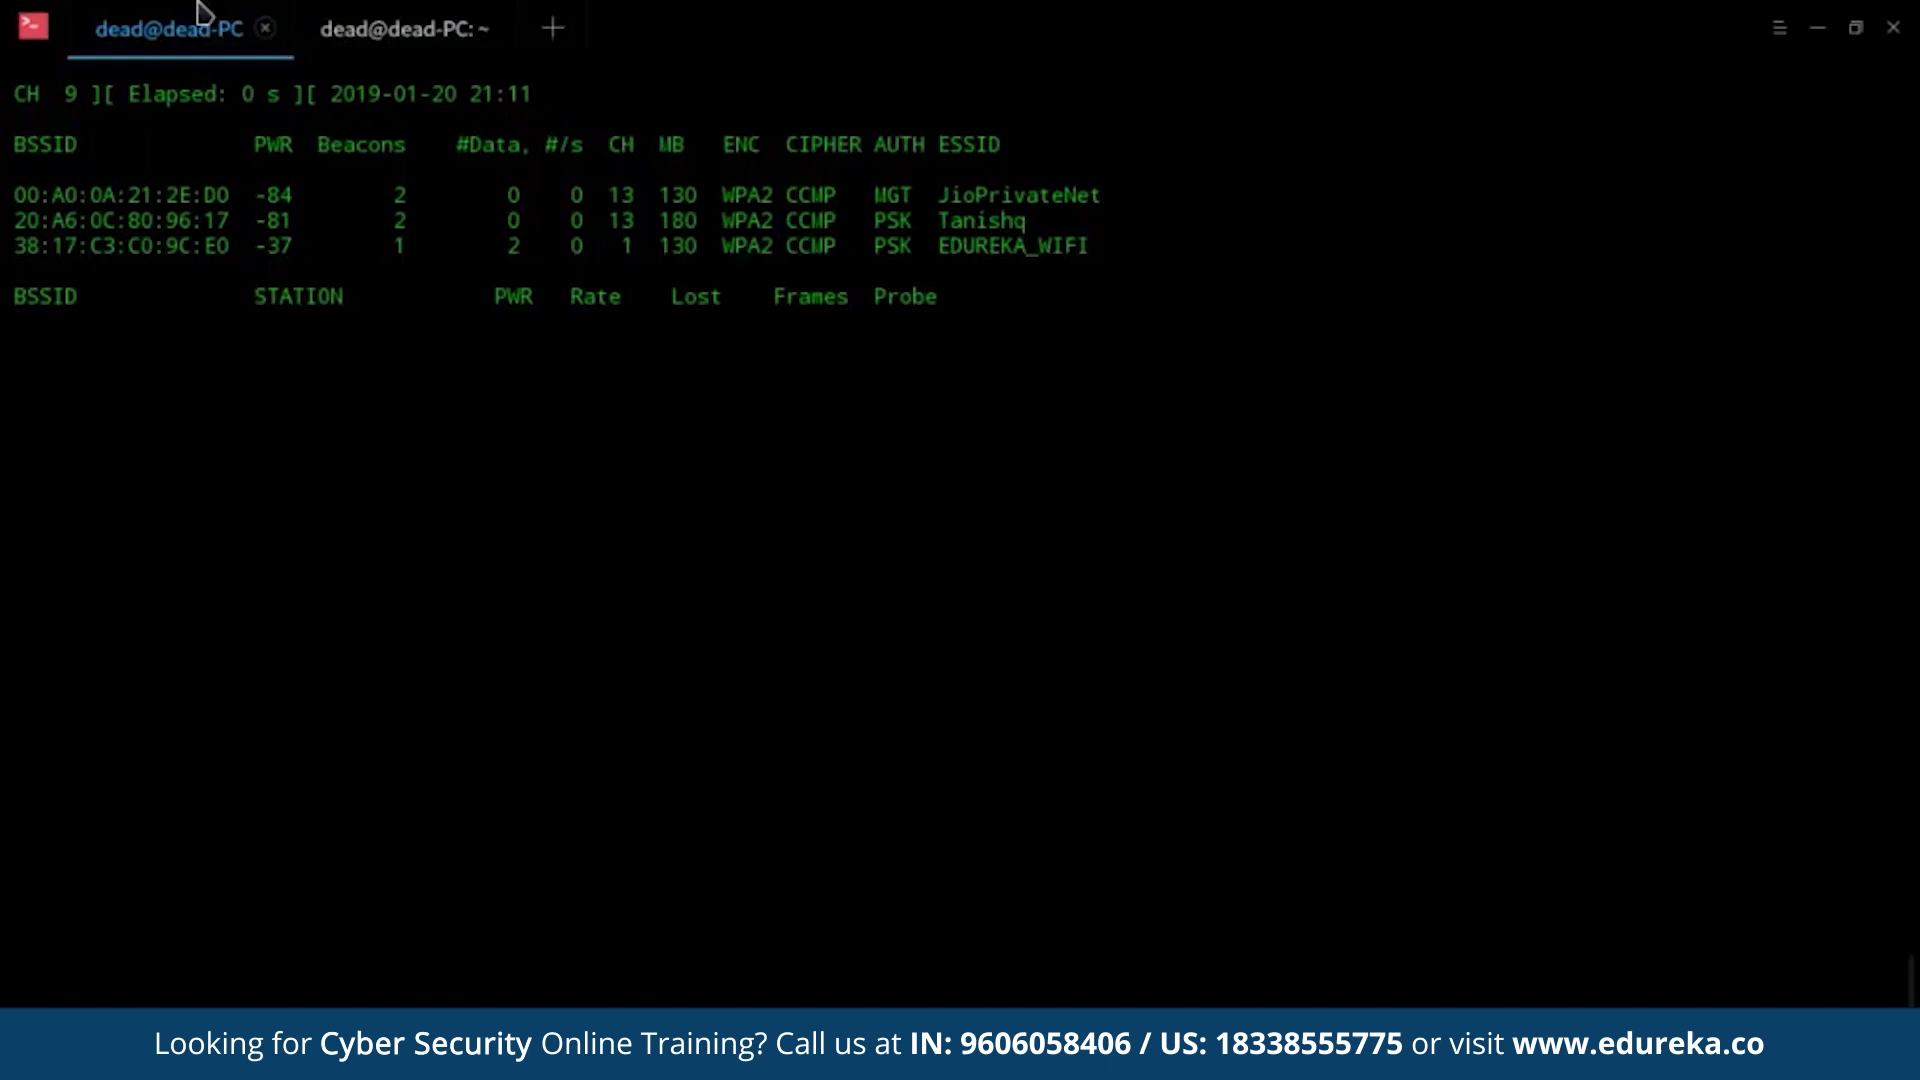 dead@dead-PC dead@dead-PC: ~
CH 9 ][ Elapsed: 0 s ][ 2019-01-20 21:11
BSSID PWR Beacons #Data, #/s CH MB ENC CIPHER AUTH ESSID
00:A0:0A:21:2E:D0 -84 2 0 0 13 130 WPA2 CCMP MGT JioPrivateNet
20:A6:0C:80:96:17 -81 2 0 0 13 180 WPA2 CCMP PSK Tanishq
38:17:C3:C0:9C:E0 -37 1 2 0 1 130 WPA2 CCMP PSK EDUREKA_WIFI
BSSID STATION PWR Rate Lost Frames Probe
Looking for Cyber Security Online Training? Call us at IN: 9606058406 / US: 18338555775 or visit www.edureka.co